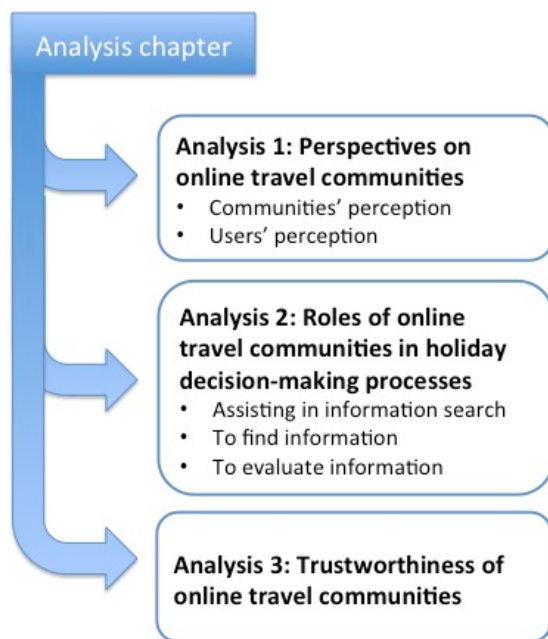 Analysis chapter
Analysis 1: Perspectives on
online travel communities
• Communities’ perception
• Users’ perception
Analysis 2: Roles of online
travel communities in holiday
decision-making processes
• Assisting in information search
• To find information
• To evaluate information
Analysis 3: Trustworthiness of
online travel communities